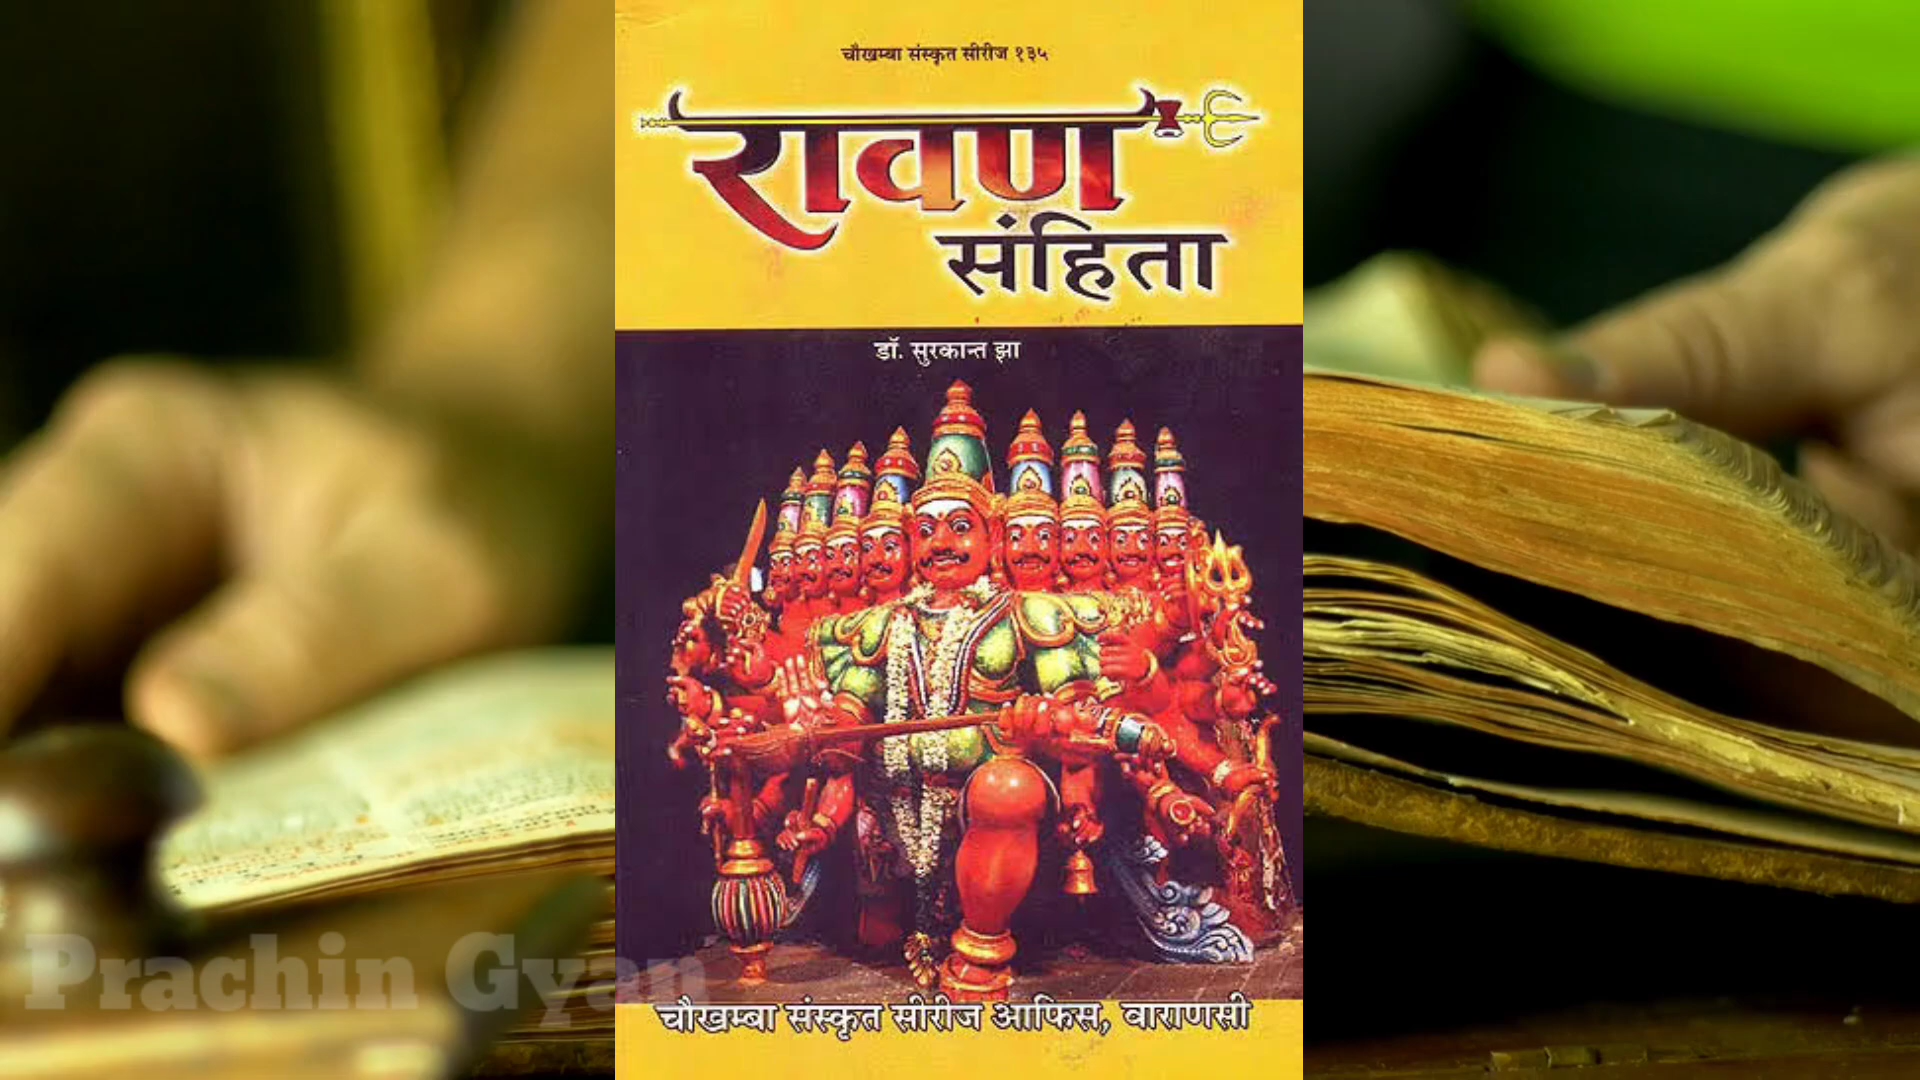 चौखम्बा संस्कृत सीरीज १३५
रावण
संहिता
डॉ. सुरकान्त झा
Prachin Gyan
चौखम्बा संस्कृत सीरीज आफिस, वाराणसी